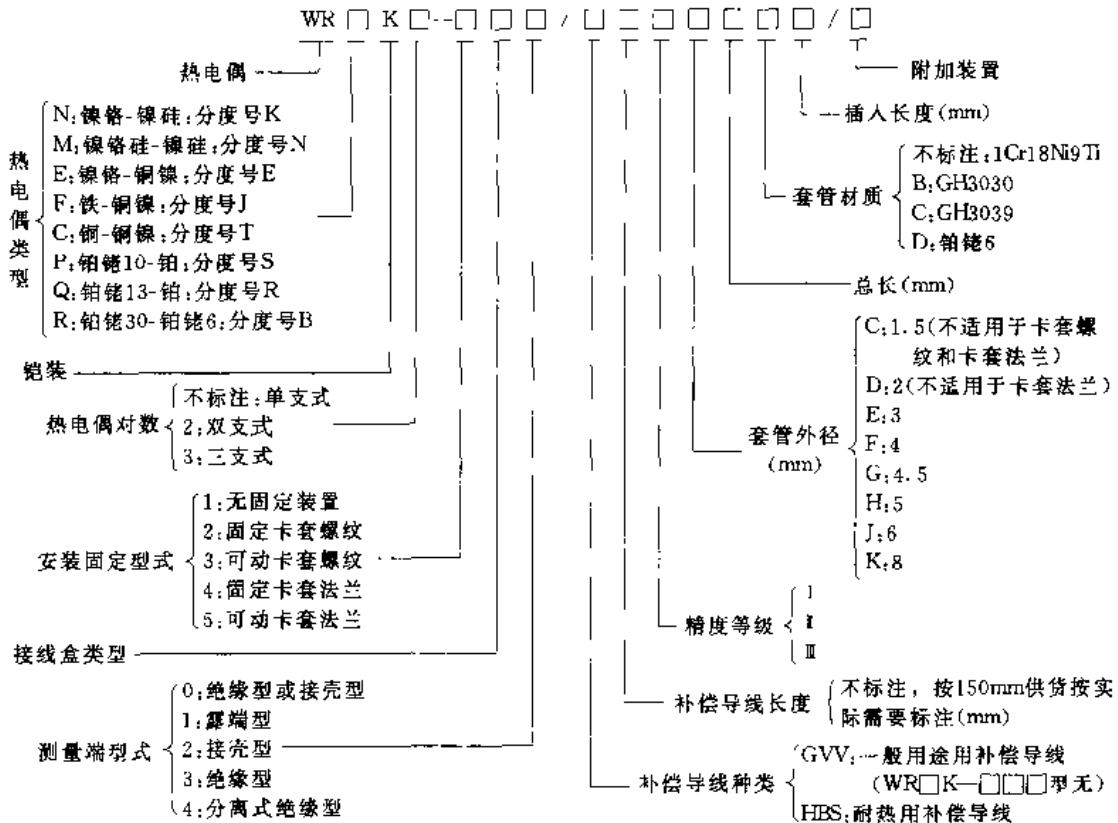 WR□K□--□□□/□□□□□□□/□
热电偶
附加装置
插入长度(mm)
热电偶类型
N:镍铬-镍硅:分度号K
M:镍铬硅-镍硅:分度号N
E:镍铬-铜镍:分度号E
F:铁-铜镍:分度号J
C:铜-铜镍:分度号T
P:铂铑10-铂:分度号S
Q:铂铑13-铂:分度号R
R:铂铑30-铂铑6:分度号B
套管材质
不标注:1Cr18Ni9Ti
B:GH3030
C:GH3039
D:铂铑6
总长(mm)
铠装
热电偶对数
不标注:单支式
2:双支式
3:三支式
套管外径
(mm)
C:1.5(不适用于卡套螺
纹和卡套法兰)
D:2(不适用于卡套法兰)
E:3
F:4
G:4.5
H:5
J:6
K:8
安装固定型式
1:无固定装置
2:固定卡套螺纹
3:可动卡套螺纹
4:固定卡套法兰
5:可动卡套法兰
精度等级
Ⅰ
Ⅱ
Ⅲ
接线盒类型
补偿导线长度
不标注，按150mm供货按实
际需要标注(mm)
测量端型式
0:绝缘型或接壳型
1:露端型
2:接壳型
3:绝缘型
4:分离式绝缘型
补偿导线种类
GVV:一般用途用补偿导线
(WR□K—□□□型无)
HBS:耐热用补偿导线